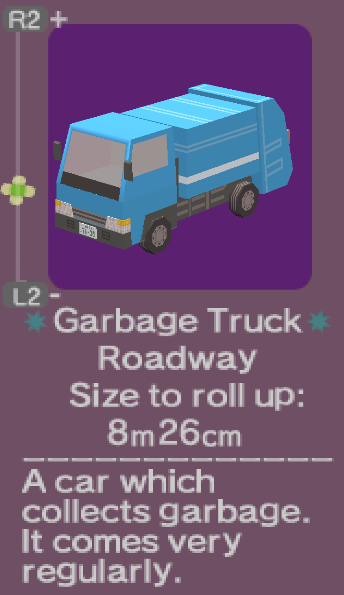 R2 +
L2 -
Garbage Truck
Roadway
Size to roll up:
8m26cm
A car which
collects garbage.
It comes very
regularly.